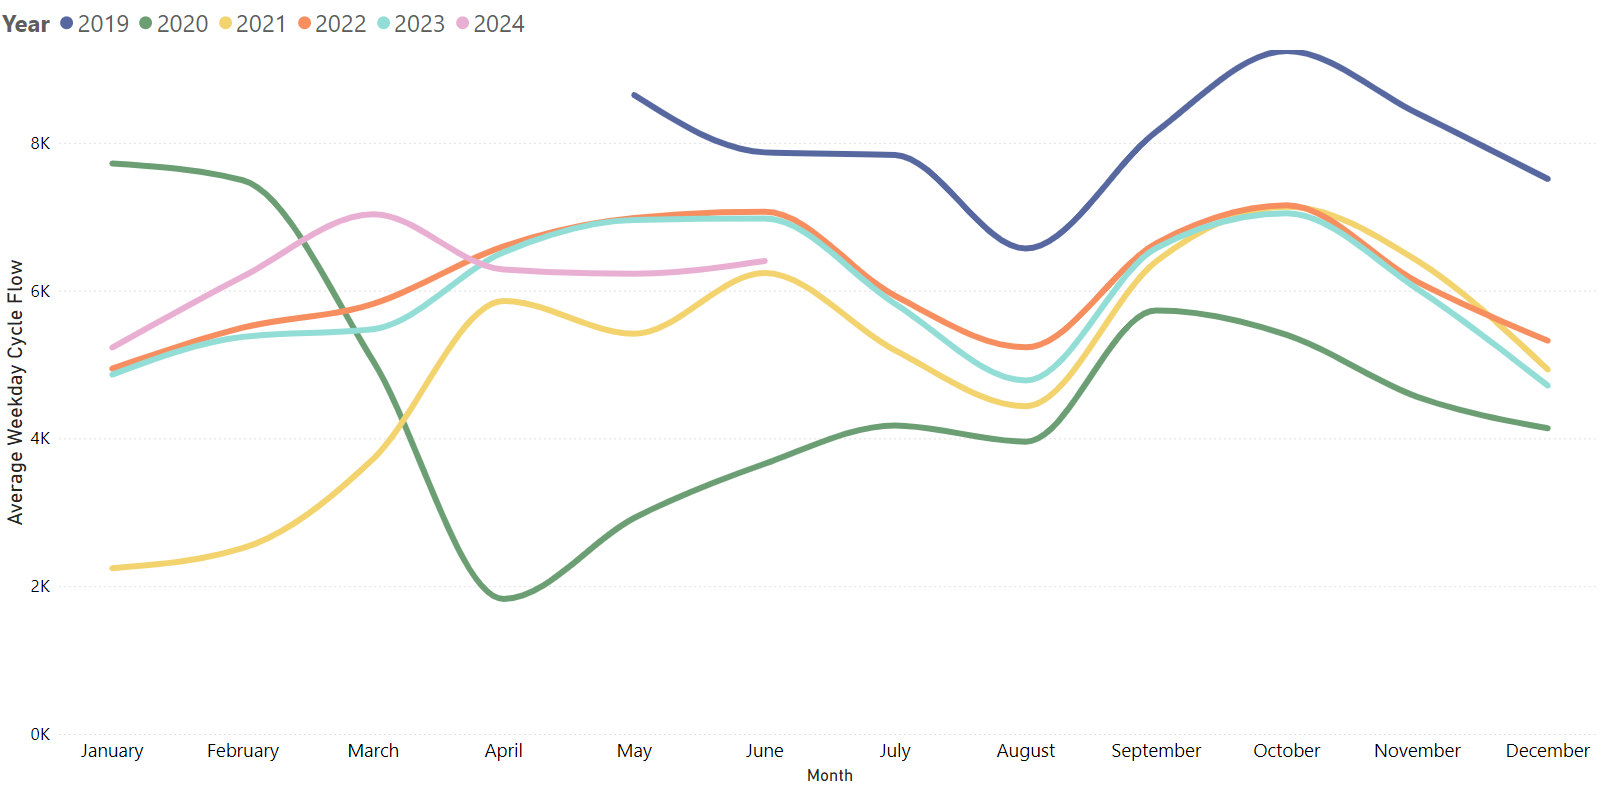 Year 2019 2020 2021 2022 2023 2024
Average Weekday Cycle Flow
8K
6K
4K
2K
0K
January February March April May June July August September October November December
Month